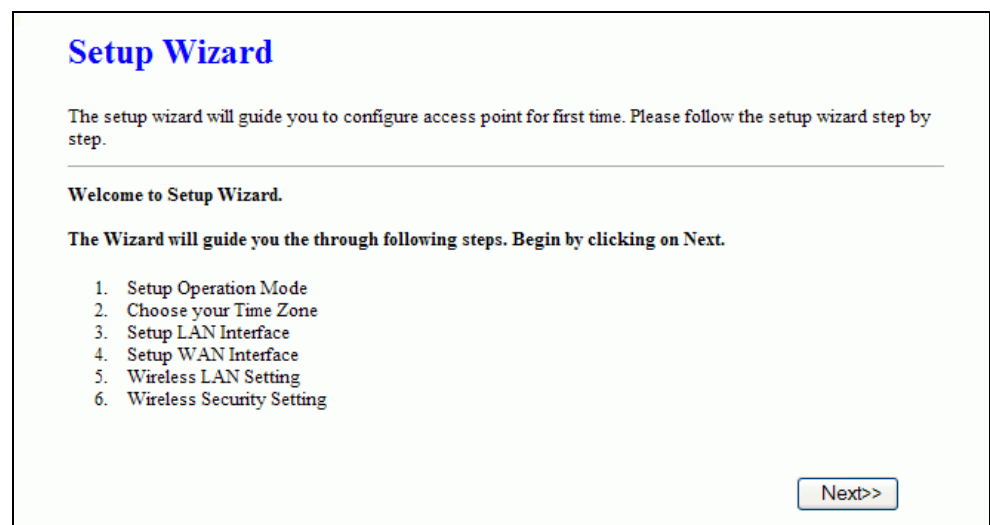 Setup Wizard
The setup wizard will guide you to configure access point for first time. Please follow the setup wizard step by
step.
Welcome to Setup Wizard.
The Wizard will guide you the through following steps. Begin by clicking on Next.
1. Setup Operation Mode
2. Choose your Time Zone
3. Setup LAN Interface
4. Setup WAN Interface
5. Wireless LAN Setting
6. Wireless Security Setting
Next>>